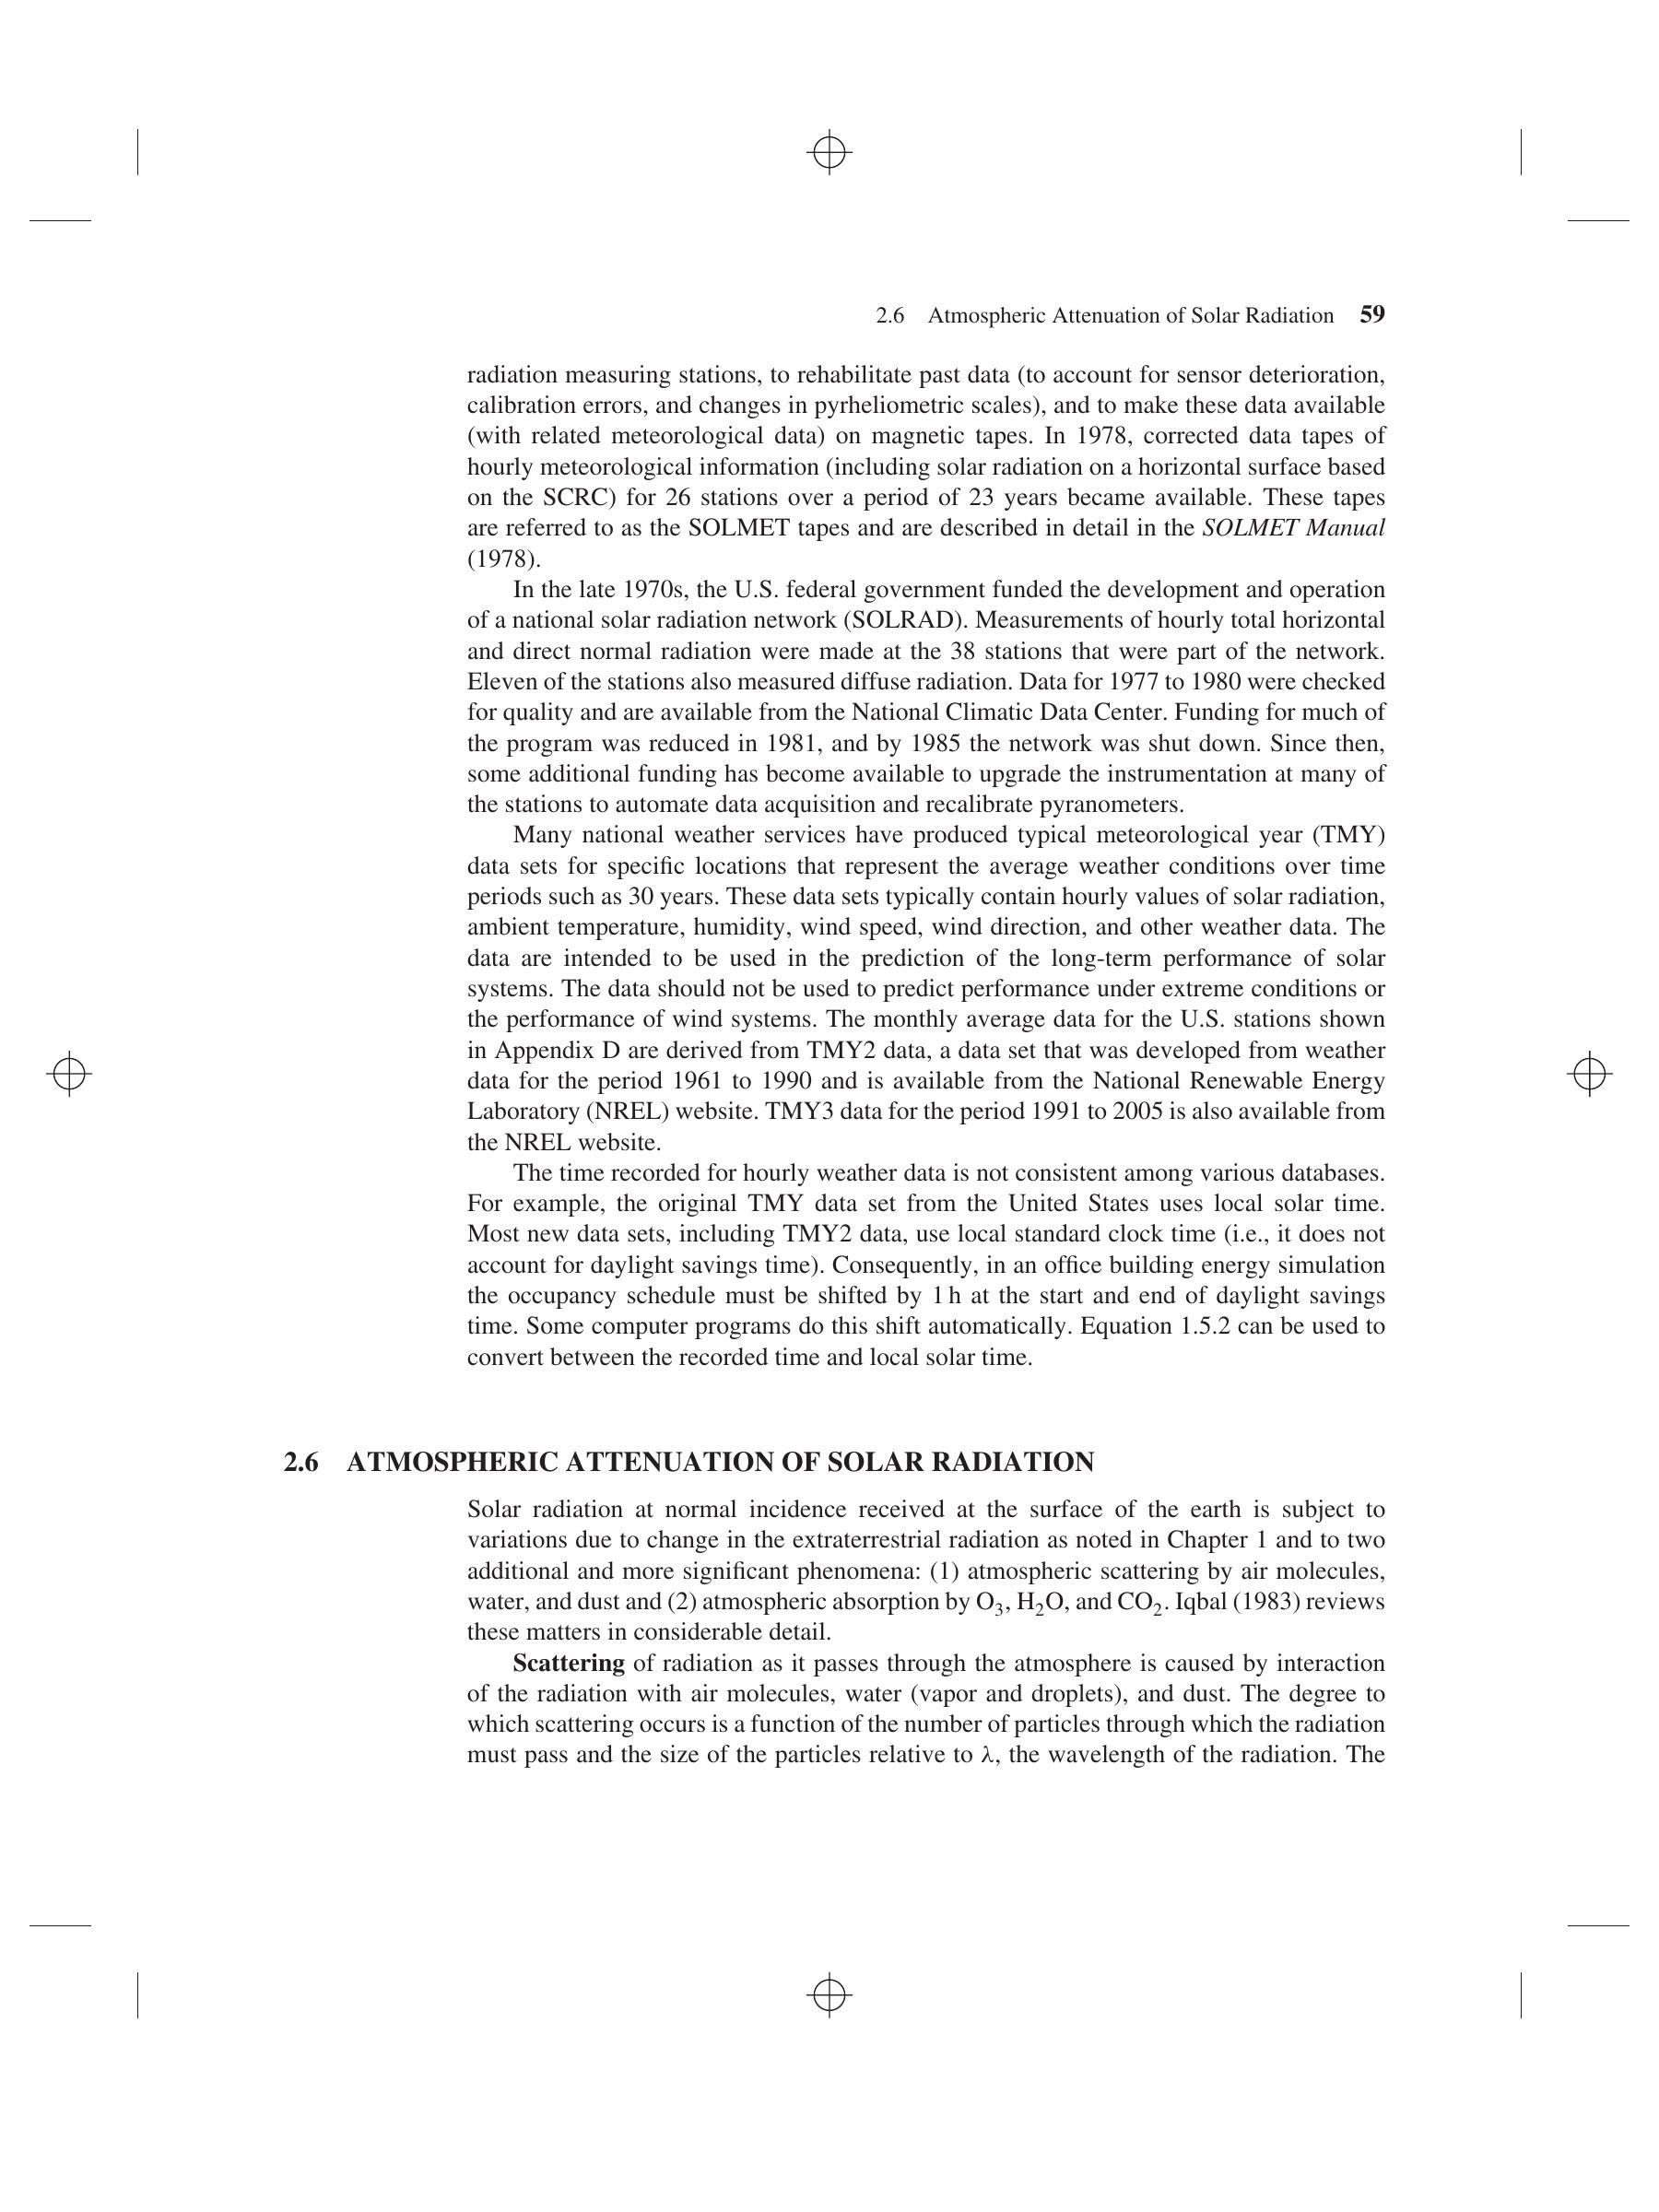 2.6 Atmospheric Attenuation of Solar Radiation 59
radiation measuring stations, to rehabilitate past data (to account for sensor deterioration,
calibration errors, and changes in pyrheliometric scales), and to make these data available
(with related meteorological data) on magnetic tapes. In 1978, corrected data tapes of
hourly meteorological information (including solar radiation on a horizontal surface based
on the SCRC) for 26 stations over a period of 23 years became available. These tapes
are referred to as the SOLMET tapes and are described in detail in the SOLMET Manual
(1978).
In the late 1970s, the U.S. federal government funded the development and operation
of a national solar radiation network (SOLRAD). Measurements of hourly total horizontal
and direct normal radiation were made at the 38 stations that were part of the network.
Eleven of the stations also measured diffuse radiation. Data for 1977 to 1980 were checked
for quality and are available from the National Climatic Data Center. Funding for much of
the program was reduced in 1981, and by 1985 the network was shut down. Since then,
some additional funding has become available to upgrade the instrumentation at many of
the stations to automate data acquisition and recalibrate pyranometers.
Many national weather services have produced typical meteorological year (TMY)
data sets for specific locations that represent the average weather conditions over time
periods such as 30 years. These data sets typically contain hourly values of solar radiation,
ambient temperature, humidity, wind speed, wind direction, and other weather data. The
data are intended to be used in the prediction of the long-term performance of solar
systems. The data should not be used to predict performance under extreme conditions or
the performance of wind systems. The monthly average data for the U.S. stations shown
in Appendix D are derived from TMY2 data, a data set that was developed from weather
data for the period 1961 to 1990 and is available from the National Renewable Energy
Laboratory (NREL) website. TMY3 data for the period 1991 to 2005 is also available from
the NREL website.
The time recorded for hourly weather data is not consistent among various databases.
For example, the original TMY data set from the United States uses local solar time.
Most new data sets, including TMY2 data, use local standard clock time (i.e., it does not
account for daylight savings time). Consequently, in an office building energy simulation
the occupancy schedule must be shifted by 1 h at the start and end of daylight savings
time. Some computer programs do this shift automatically. Equation 1.5.2 can be used to
convert between the recorded time and local solar time.
2.6 ATMOSPHERIC ATTENUATION OF SOLAR RADIATION
Solar radiation at normal incidence received at the surface of the earth is subject to
variations due to change in the extraterrestrial radiation as noted in Chapter 1 and to two
additional and more significant phenomena: (1) atmospheric scattering by air molecules,
water, and dust and (2) atmospheric absorption by O₃, H₂O, and CO₂. Iqbal (1983) reviews
these matters in considerable detail.
Scattering of radiation as it passes through the atmosphere is caused by interaction
of the radiation with air molecules, water (vapor and droplets), and dust. The degree to
which scattering occurs is a function of the number of particles through which the radiation
must pass and the size of the particles relative to λ, the wavelength of the radiation. The